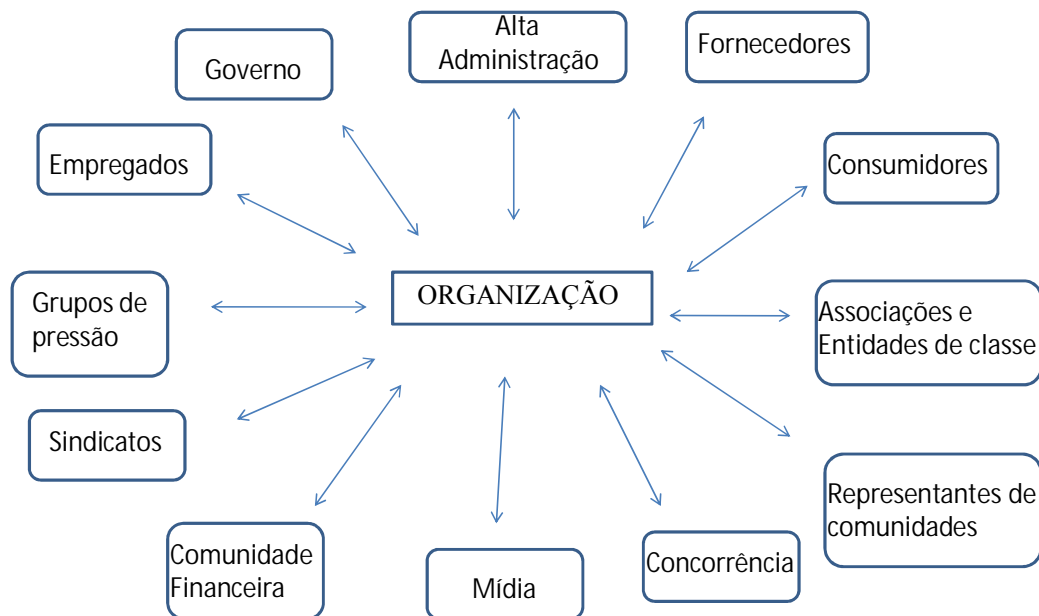 Alta
Administração
Fornecedores
Governo
Empregados
Consumidores
ORGANIZAÇÃO
Grupos de
pressão
Associações e
Entidades de classe
Sindicatos
Representantes de
comunidades
Comunidade
Financeira
Mídia
Concorrência